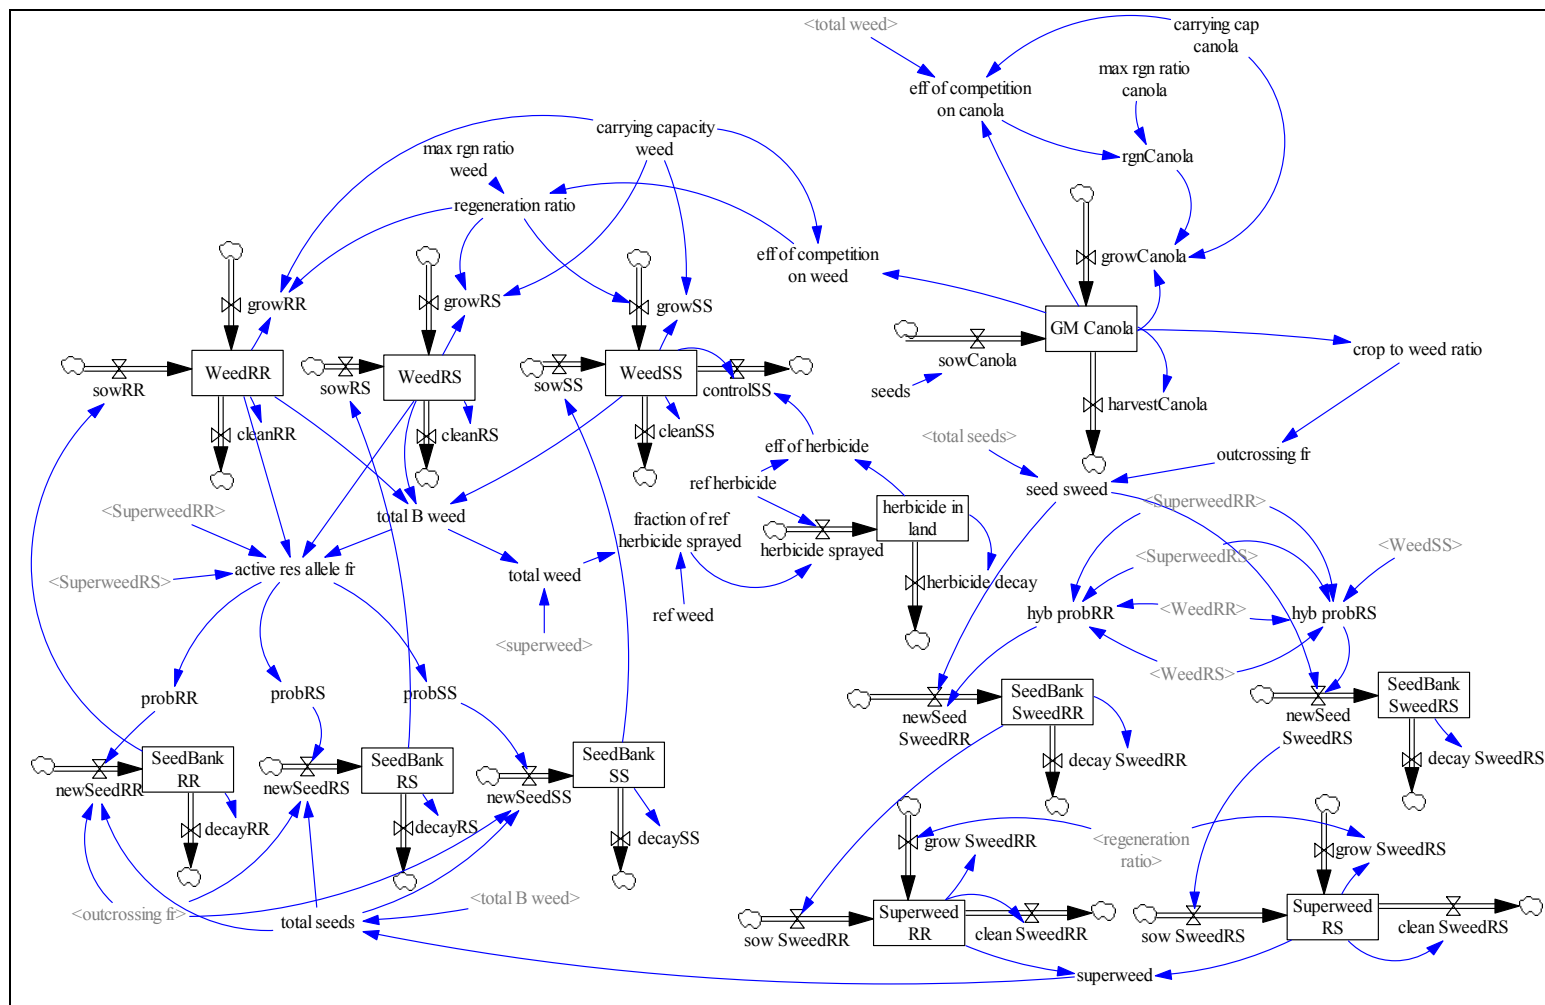 <total weed>
carrying cap
canola
max rgn ratio
canola
eff of competition
on canola
carrying capacity
weed
max rgn ratio
weed
rgnCanola
regeneration ratio
eff of competition
on weed
growCanola
growRR
growRS
growSS
GM Canola
sowCanola
crop to weed ratio
WeedRR
WeedRS
WeedSS
sowRR
sowRS
sowSS
controlSS
seeds
harvestCanola
cleanRR
cleanRS
cleanSS
eff of herbicide
<total seeds>
outcrossing fr
ref herbicide
seed sweed
<SuperweedRR>
<SuperweedRR>
total B weed
fraction of ref
herbicide sprayed
herbicide in
land
herbicide sprayed
<SuperweedRS>
<WeedSS>
active res allele fr
<SuperweedRS>
total weed
herbicide decay
ref weed
hyb probRR
<WeedRR>
hyb probRS
<superweed>
<WeedRS>
probRR
probRS
probSS
SeedBank
SweedRR
SeedBank
SweedRS
newSeed
SweedRR
newSeed
SweedRS
decay SweedRR
decay SweedRS
SeedBank
RR
SeedBank
RS
SeedBank
SS
newSeedRR
newSeedRS
newSeedSS
decayRR
decayRS
decaySS
grow SweedRR
<regeneration
ratio>
grow SweedRS
<outcrossing fr>
total seeds
<total B weed>
Superweed
RR
Superweed
RS
sow SweedRR
clean SweedRR
sow SweedRS
clean SweedRS
superweed